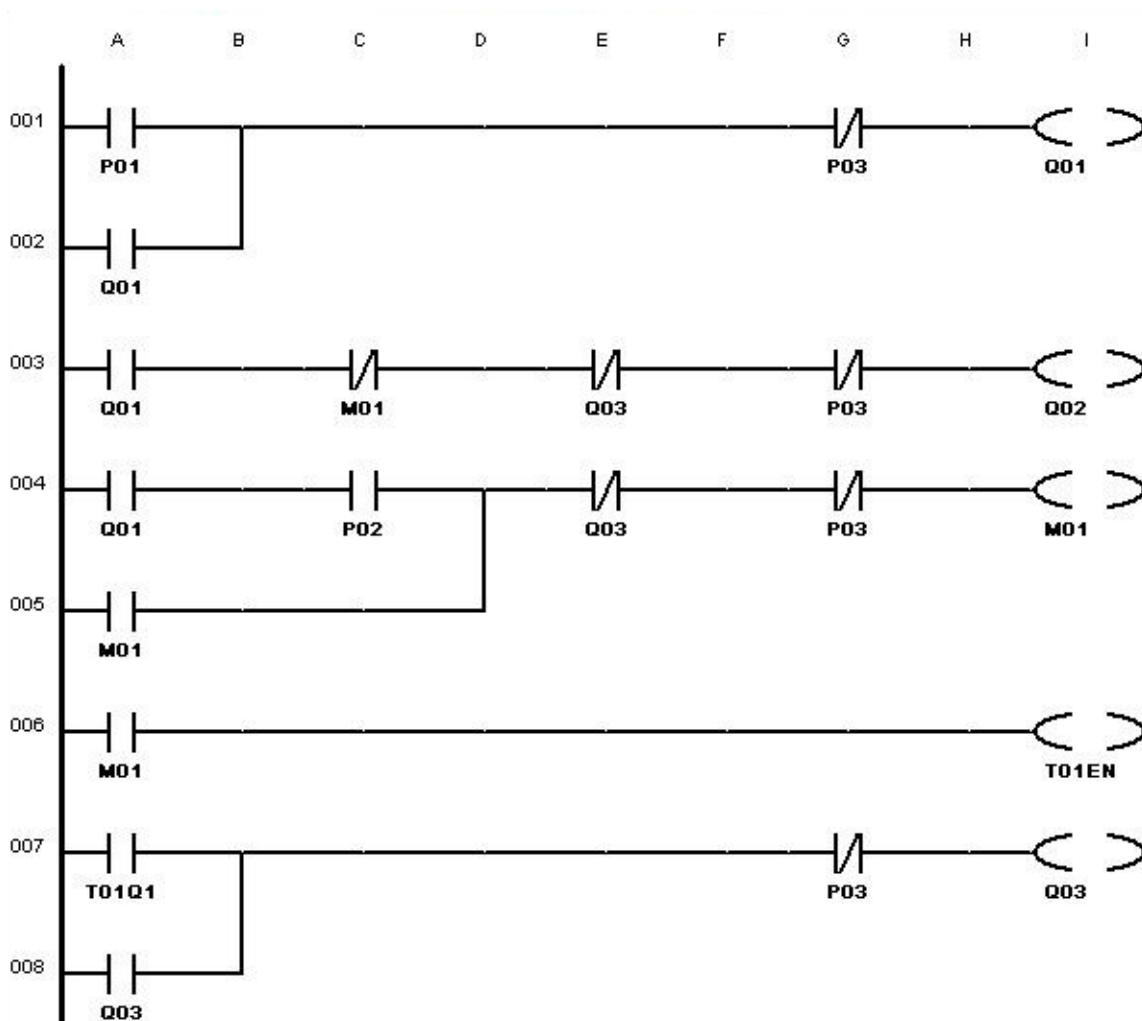 A B C D E F G H I
001
P01 P03 Q01
002
Q01
003
Q01 M01 Q03 P03 Q02
004
Q01 P02 Q03 P03 M01
005
M01
006
M01 T01EN
007
T01Q1 P03 Q03
008
Q03